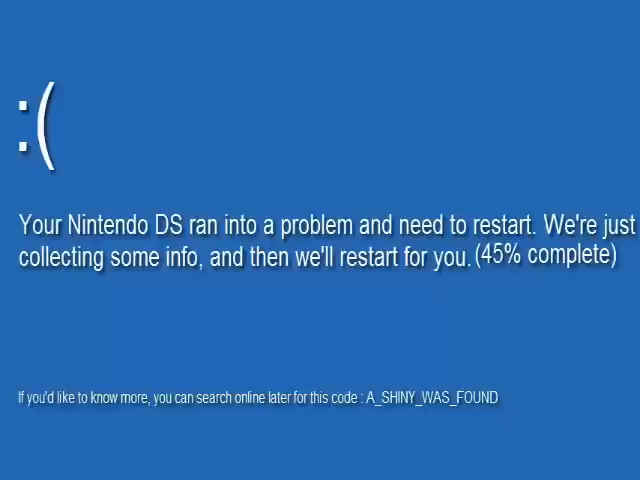 :(
Your Nintendo DS ran into a problem and need to restart. We're just
collecting some info, and then we'll restart for you. (45% complete)
If you'd like to know more, you can search online later for this code : A_SHINY_WAS_FOUND